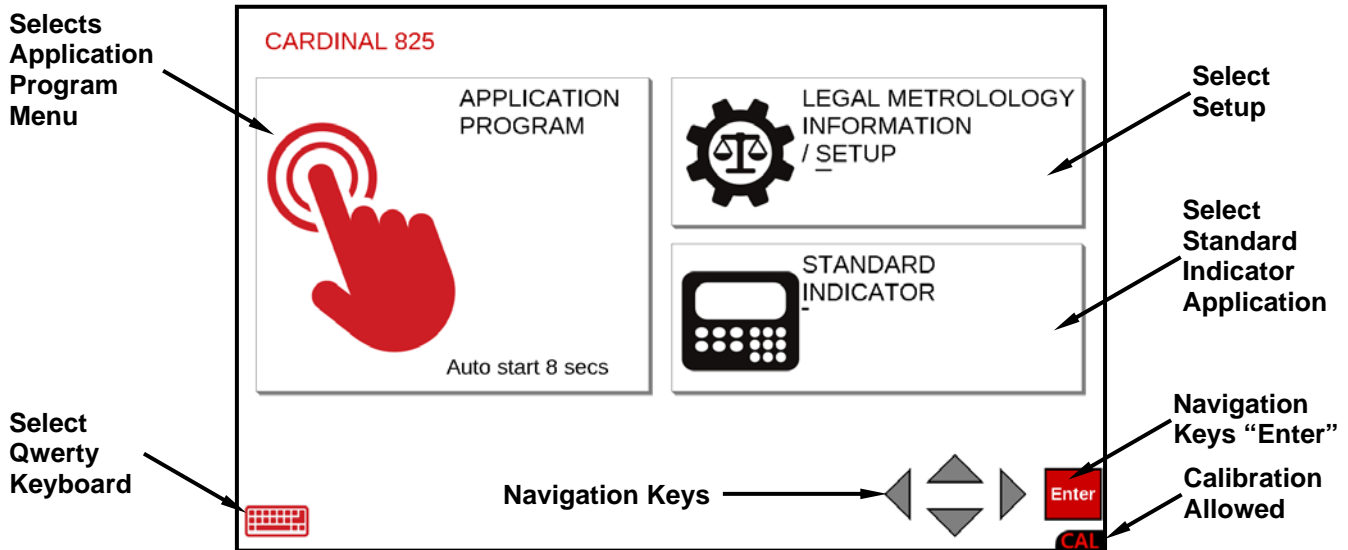 Selects
Application
Program
Menu
CARDINAL 825
APPLICATION
PROGRAM
Auto start 8 secs
LEGAL METROLOLOGY
INFORMATION
/ SETUP
STANDARD
INDICATOR
Select
Setup
Select
Standard
Indicator
Application
Select
Qwerty
Keyboard
Navigation Keys
Enter
CAL
Navigation
Keys “Enter”
Calibration
Allowed